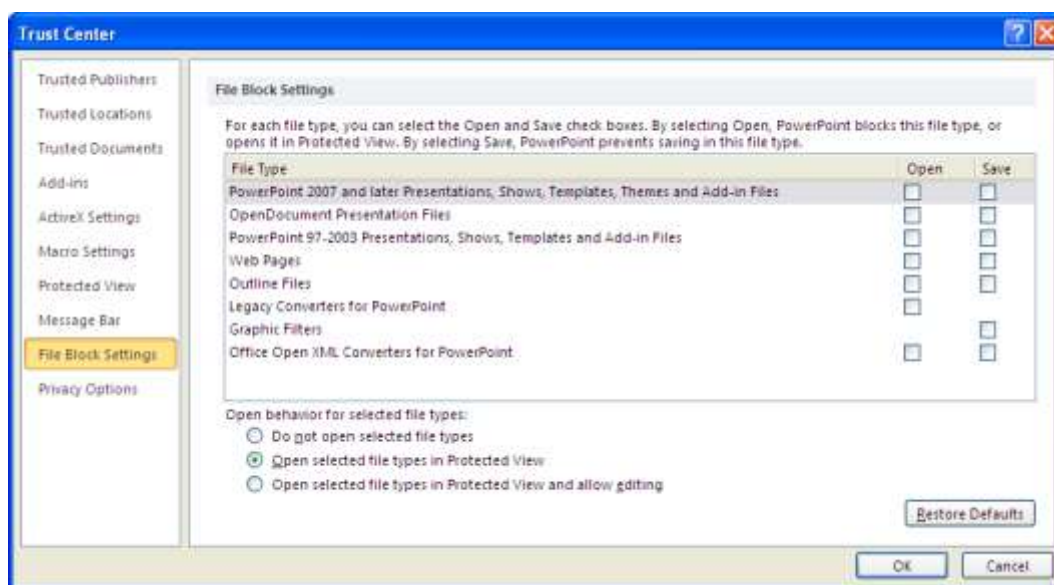 Trust Center
Trusted Publishers
Trusted Locations
Trusted Documents
Add-ins
ActiveX Settings
Macro Settings
Protected View
Message Bar
File Block Settings
Privacy Options
File Block Settings
For each file type, you can select the Open and Save check boxes. By selecting Open, PowerPoint blocks this file type, or
opens it in Protected View. By selecting Save, PowerPoint prevents saving in this file type.
File Type Open Save
PowerPoint 2007 and later Presentations, Shows, Templates, Themes and Add-in Files
OpenDocument Presentation Files
PowerPoint 97-2003 Presentations, Shows, Templates and Add-in Files
Web Pages
Outline Files
Legacy Converters for PowerPoint
Graphic Filters
Office Open XML Converters for PowerPoint
Open behavior for selected file types:
Do not open selected file types
Open selected file types in Protected View
Open selected file types in Protected View and allow editing
Restore Defaults
OK Cancel